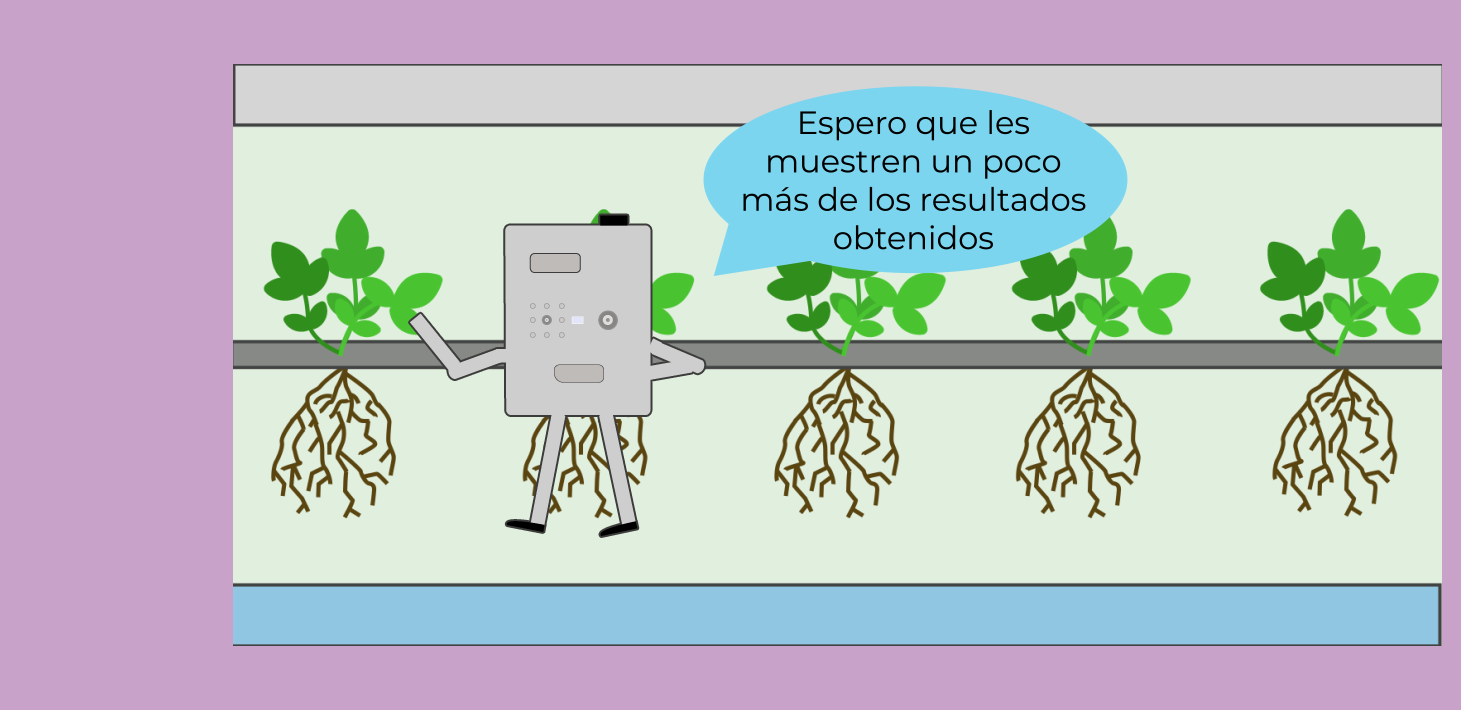 Espero que les
muestren un poco
más de los resultados
obtenidos